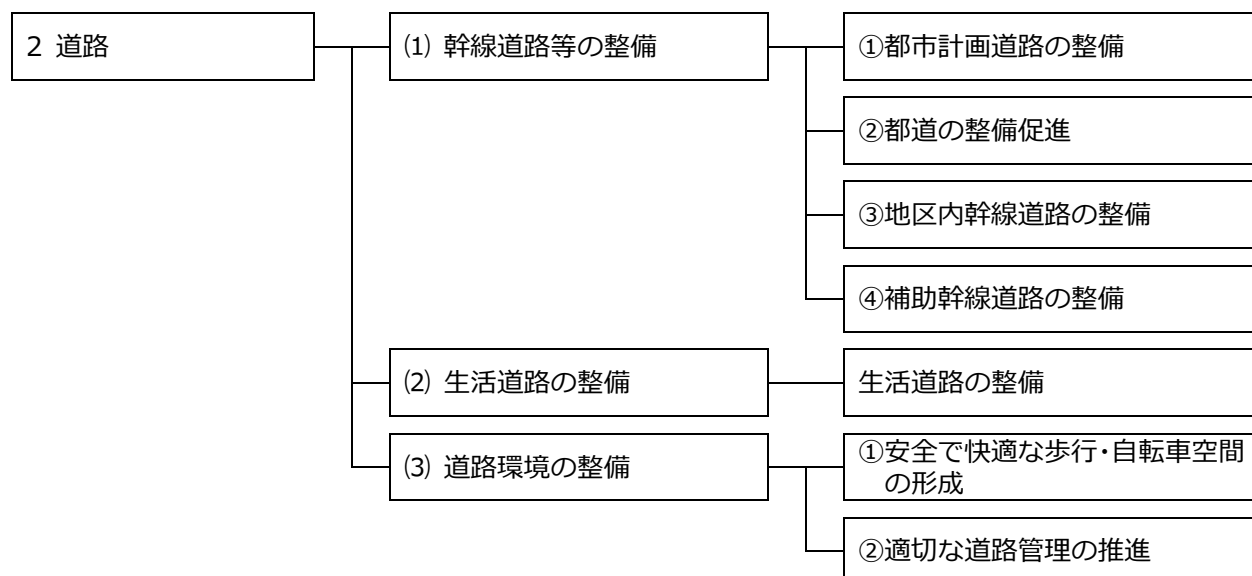 2 道路
⑴ 幹線道路等の整備
①都市計画道路の整備
②都道の整備促進
③地区内幹線道路の整備
④補助幹線道路の整備
⑵ 生活道路の整備
生活道路の整備
⑶ 道路環境の整備
①安全で快適な歩行・自転車空間
の形成
②適切な道路管理の推進